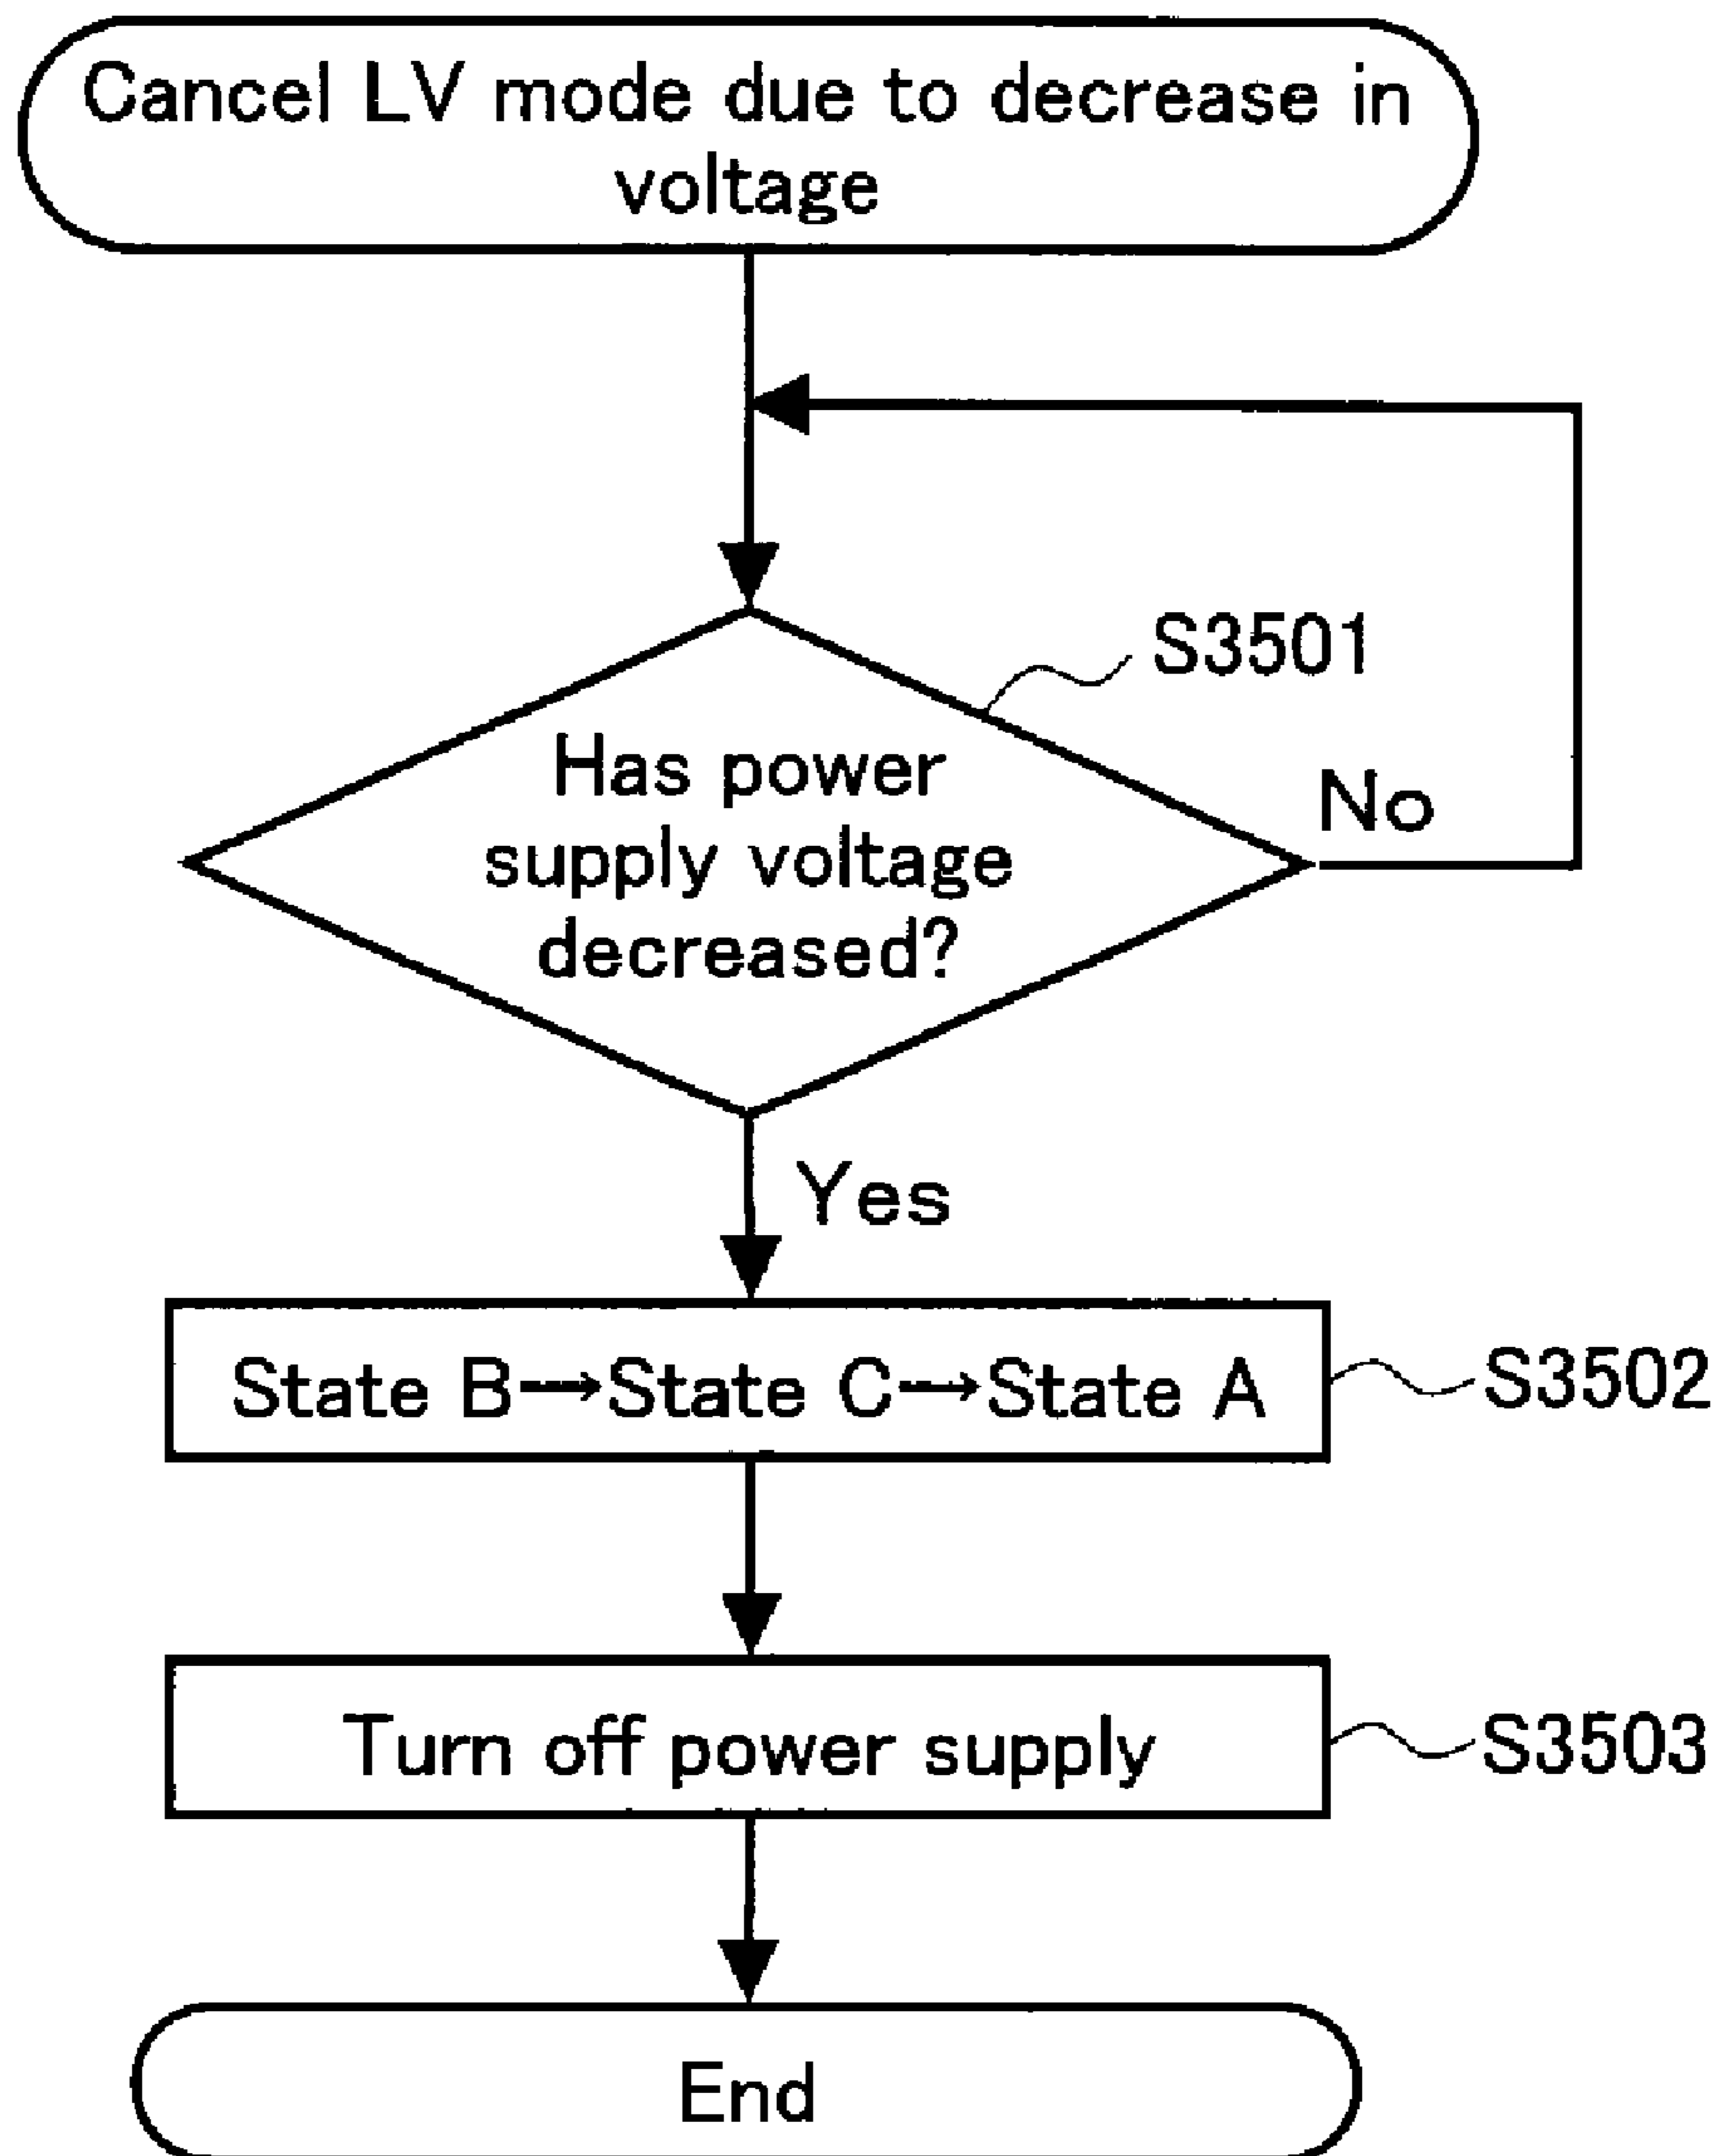 Cancel LV mode due to decrease in
voltage
S3501
Has power
supply voltage
decreased?
No
Yes
State B→State C→State A
S3502
Turn off power supply
S3503
End